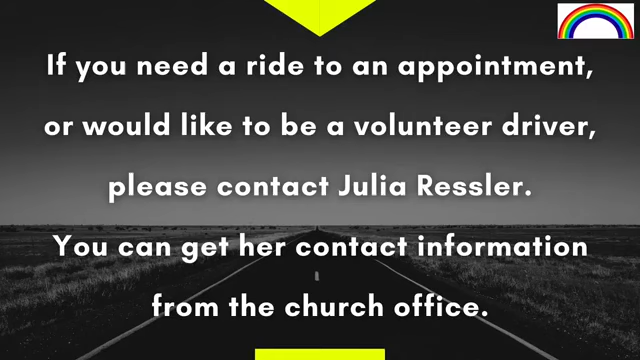 If you need a ride to an appointment,
or would like to be a volunteer driver,
please contact Julia Ressler.
You can get her contact information
from the church office.